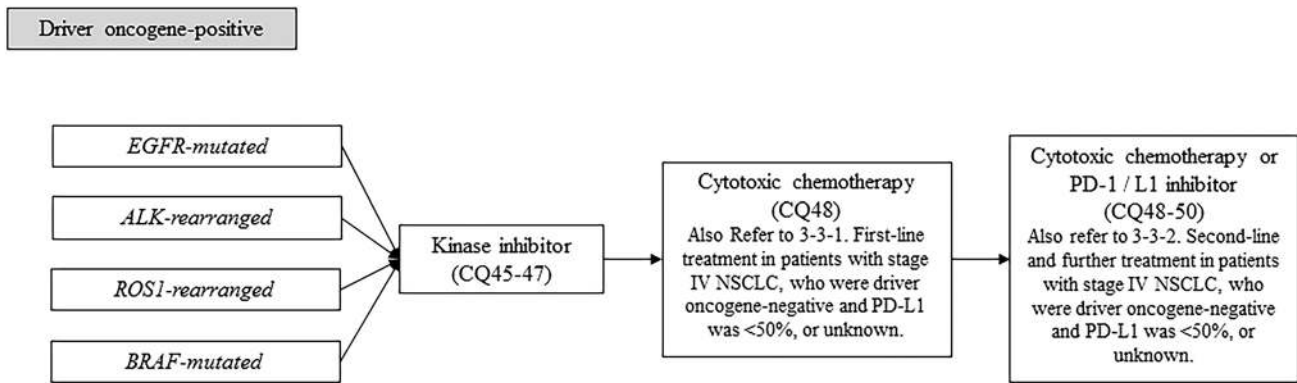 Driver oncogene-positive
EGFR-mutated
ALK-rearranged
ROS1-rearranged
BRAF-mutated
Kinase inhibitor
(CQ45-47)
Cytotoxic chemotherapy
(CQ48)
Also Refer to 3-3-1. First-line
treatment in patients with stage
IV NSCLC, who were driver
oncogene-negative and PD-L1
was <50%, or unknown.
Cytotoxic chemotherapy or
PD-1 / L1 inhibitor
(CQ48-50)
Also refer to 3-3-2. Second-line
and further treatment in patients
with stage IV NSCLC, who
were driver oncogene-negative
and PD-L1 was <50%, or
unknown.